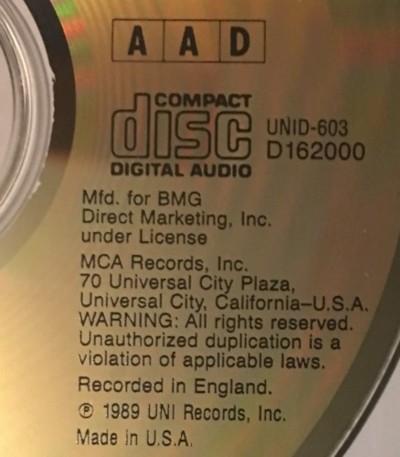 AAD
COMPACT
disc
DIGITAL AUDIO
UNID-603
D162000
Mfd. for BMG
Direct Marketing, Inc.
under License
MCA Records, Inc.
70 Universal City Plaza,
Universal City, California–U.S.A.
WARNING: All rights reserved.
Unauthorized duplication is a
violation of applicable laws.
Recorded in England.
℗ 1989 UNI Records, Inc.
Made in U.S.A.